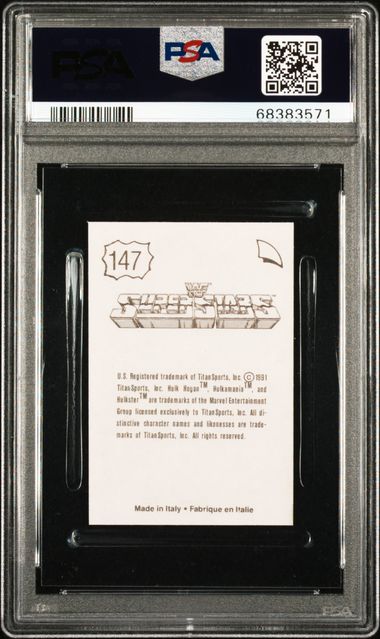 PSA
PSA
68383571
147
WF
SUPERSTARS
U.S. Registered trademark of TitanSports, Inc ©1991
TitanSports, Inc. Hulk Hogan™, Hulkamania™, and
Hulkster™ are trademarks of the Marvel Entertainment
Group licensed exclusively to TitanSports, Inc. All di-
stinctive character names and likenesses are trade-
marks of TitanSports, Inc. All rights reserved.
Made in Italy • Fabrique en Italie